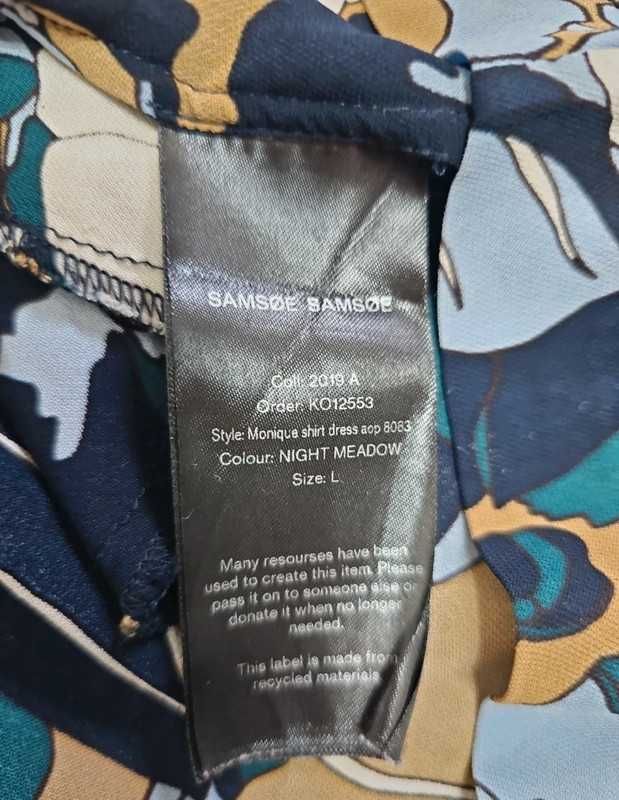 SAMSØE SAMSØE
Coll: 2019 A
Order: KO12553
Style: Monique shirt dress aop 8083
Colour: NIGHT MEADOW
Size: L
Many resourses have been
used to create this item. Please
pass it on to someone else or
donate it when no longer
needed.
This label is made from
recycled materials.